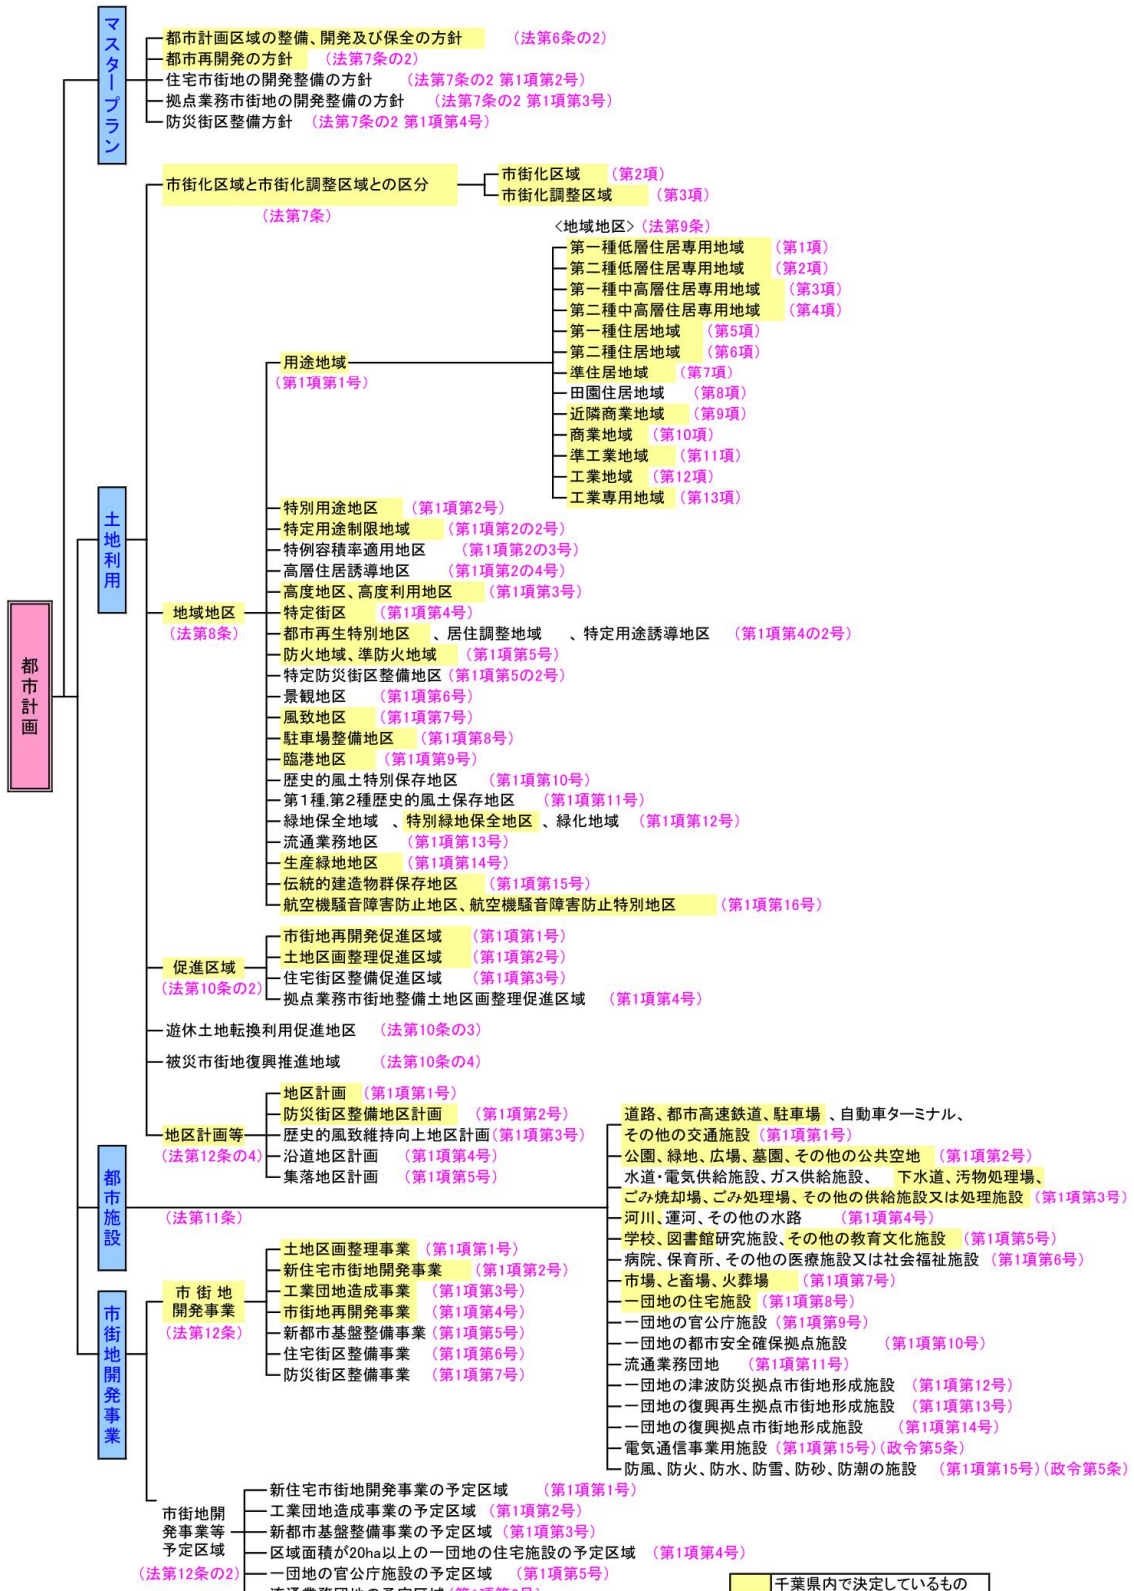 マスタープラン
都市計画区域の整備、開発及び保全の方針 (法第6条の2)
都市再開発の方針 (法第7条の2)
住宅市街地の開発整備の方針 (法第7条の2 第1項第2号)
拠点業務市街地の開発整備の方針 (法第7条の2 第1項第3号)
防災街区整備方針 (法第7条の2 第1項第4号)
市街化区域と市街化調整区域との区分
(法第7条)
市街化区域 (第2項)
市街化調整区域 (第3項)
<地域地区>(法第9条)
第一種低層住居専用地域 (第1項)
第二種低層住居専用地域 (第2項)
第一種中高層住居専用地域 (第3項)
第二種中高層住居専用地域 (第4項)
第一種住居地域 (第5項)
第二種住居地域 (第6項)
準住居地域 (第7項)
田園住居地域 (第8項)
近隣商業地域 (第9項)
商業地域 (第10項)
準工業地域 (第11項)
工業地域 (第12項)
工業専用地域 (第13項)
用途地域
(第1項第1号)
土地利用
都市計画
地域地区
(法第8条)
特別用途地区 (第1項第2号)
特定用途制限地域 (第1項第2の2号)
特例容積率適用地区 (第1項第2の3号)
高層住居誘導地区 (第1項第2の4号)
高度地区、高度利用地区 (第1項第3号)
特定街区 (第1項第4号)
都市再生特別地区 、居住調整地域 、特定用途誘導地区 (第1項第4の2号)
防火地域、準防火地域 (第1項第5号)
特定防災街区整備地区 (第1項第5の2号)
景観地区 (第1項第6号)
風致地区 (第1項第7号)
駐車場整備地区 (第1項第8号)
臨港地区 (第1項第9号)
歴史的風土特別保存地区 (第1項第10号)
第1種,第2種歴史的風土保存地区 (第1項第11号)
緑地保全地域 、特別緑地保全地区 、緑化地域 (第1項第12号)
流通業務地区 (第1項第13号)
生産緑地地区 (第1項第14号)
伝統的建造物群保存地区 (第1項第15号)
航空機騒音障害防止地区、航空機騒音障害防止特別地区 (第1項第16号)
促進区域
(法第10条の2)
市街地再開発促進区域 (第1項第1号)
土地区画整理促進区域 (第1項第2号)
住宅街区整備促進区域 (第1項第3号)
拠点業務市街地整備土地区画整理促進区域 (第1項第4号)
遊休土地転換利用促進地区 (法第10条の3)
被災市街地復興推進地域 (法第10条の4)
地区計画等
(法第12条の4)
地区計画 (第1項第1号)
防災街区整備地区計画 (第1項第2号)
歴史的風致維持向上地区計画(第1項第3号)
沿道地区計画 (第1項第4号)
集落地区計画 (第1項第5号)
都市施設
(法第11条)
道路、都市高速鉄道、駐車場 、自動車ターミナル、
その他の交通施設 (第1項第1号)
公園、緑地、広場、墓園、その他の公共空地 (第1項第2号)
水道・電気供給施設、ガス供給施設、 下水道、汚物処理場、
ごみ焼却場、ごみ処理場、その他の供給施設又は処理施設 (第1項第3号)
河川、運河、その他の水路 (第1項第4号)
学校、図書館研究施設、その他の教育文化施設 (第1項第5号)
病院、保育所、その他の医療施設又は社会福祉施設 (第1項第6号)
市場、と畜場、火葬場 (第1項第7号)
一団地の住宅施設 (第1項第8号)
一団地の官公庁施設 (第1項第9号)
一団地の都市安全確保拠点施設 (第1項第10号)
流通業務団地 (第1項第11号)
一団地の津波防災拠点市街地形成施設 (第1項第12号)
一団地の復興再生拠点市街地形成施設 (第1項第13号)
一団地の復興拠点市街地形成施設 (第1項第14号)
電気通信事業用施設 (第1項第15号)(政令第5条)
防風、防火、防水、防雪、防砂、防潮の施設 (第1項第15号)(政令第5条)
市街地開発事業
市街地
開発事業
(法第12条)
土地区画整理事業 (第1項第1号)
新住宅市街地開発事業 (第1項第2号)
工業団地造成事業 (第1項第3号)
市街地再開発事業 (第1項第4号)
新都市基盤整備事業 (第1項第5号)
住宅街区整備事業 (第1項第6号)
防災街区整備事業 (第1項第7号)
市街地開
発事業等
予定区域
(法第12条の2)
新住宅市街地開発事業の予定区域 (第1項第1号)
工業団地造成事業の予定区域 (第1項第2号)
新都市基盤整備事業の予定区域 (第1項第3号)
区域面積が20ha以上の一団地の住宅施設の予定区域 (第1項第4号)
一団地の官公庁施設の予定区域 (第1項第5号)
千葉県内で決定しているもの